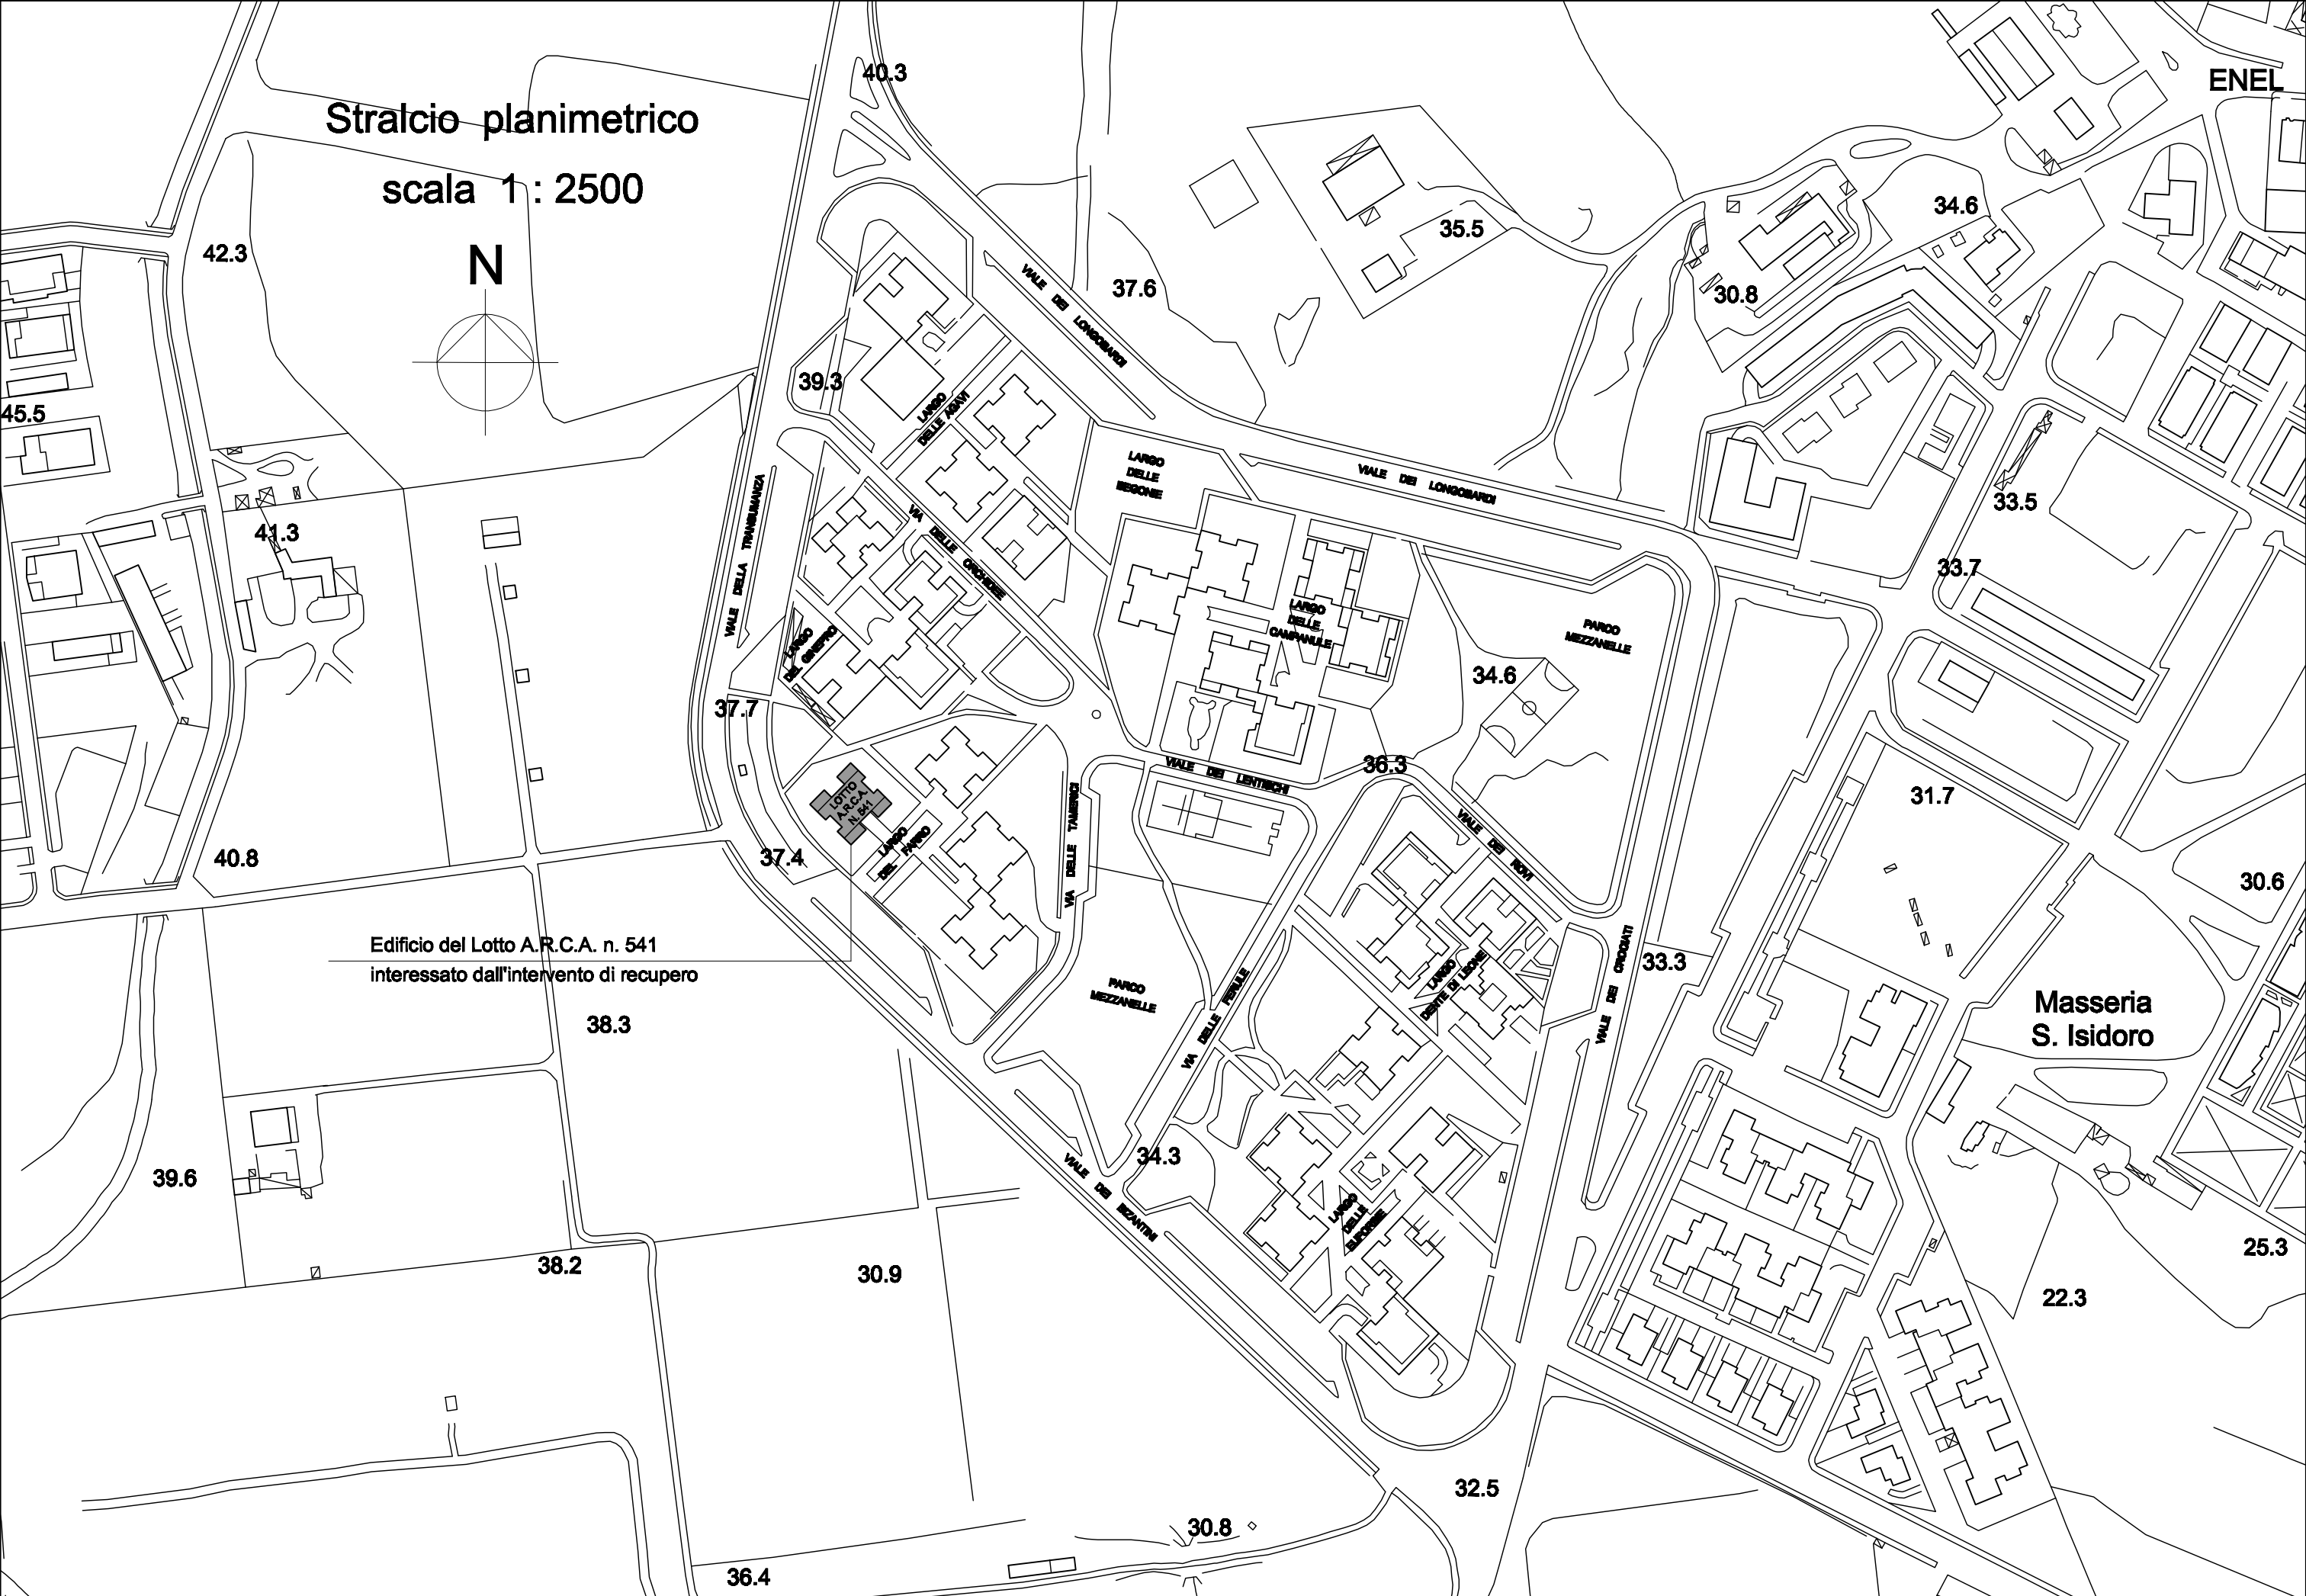 40.3
ENEL
Stralcio planimetrico
scala 1 : 2500
N
42.3
34.6
35.5
37.6
30.8
VIALE DEI LONGOBARDI
39.3
45.5
LARGO
DELLE AGAVI
LARGO
DELLE
BEGONIE
VIALE DEI LONGOBARDI
33.5
41.3
VIALE DELLA TRANSUMANZA
VIA DELLE ORCHIDEE
33.7
LARGO
DELLE
CAMPANULE
PARCO
MEZZANELLE
LARGO
DEL GINEPRO
34.6
37.7
36.3
VIALE DEI LENTISCHI
31.7
LOTTO
A.R.C.A.
N. 541
VIA DELLE TAMERICI
VIALE DEI ROVI
40.8
37.4
LARGO
DEL FARRO
30.6
Edificio del Lotto A.R.C.A. n. 541
interessato dall'intervento di recupero
33.3
VIALE DEI CROCIATI
LARGO
DENTE DI LEONE
PARCO
MEZZANELLE
VIA DELLE FERULE
Masseria
S. Isidoro
38.3
34.3
39.6
VIALE DEI BIZANTINI
LARGO
DELLE
EUFORBIE
25.3
38.2
30.9
22.3
32.5
30.8
36.4